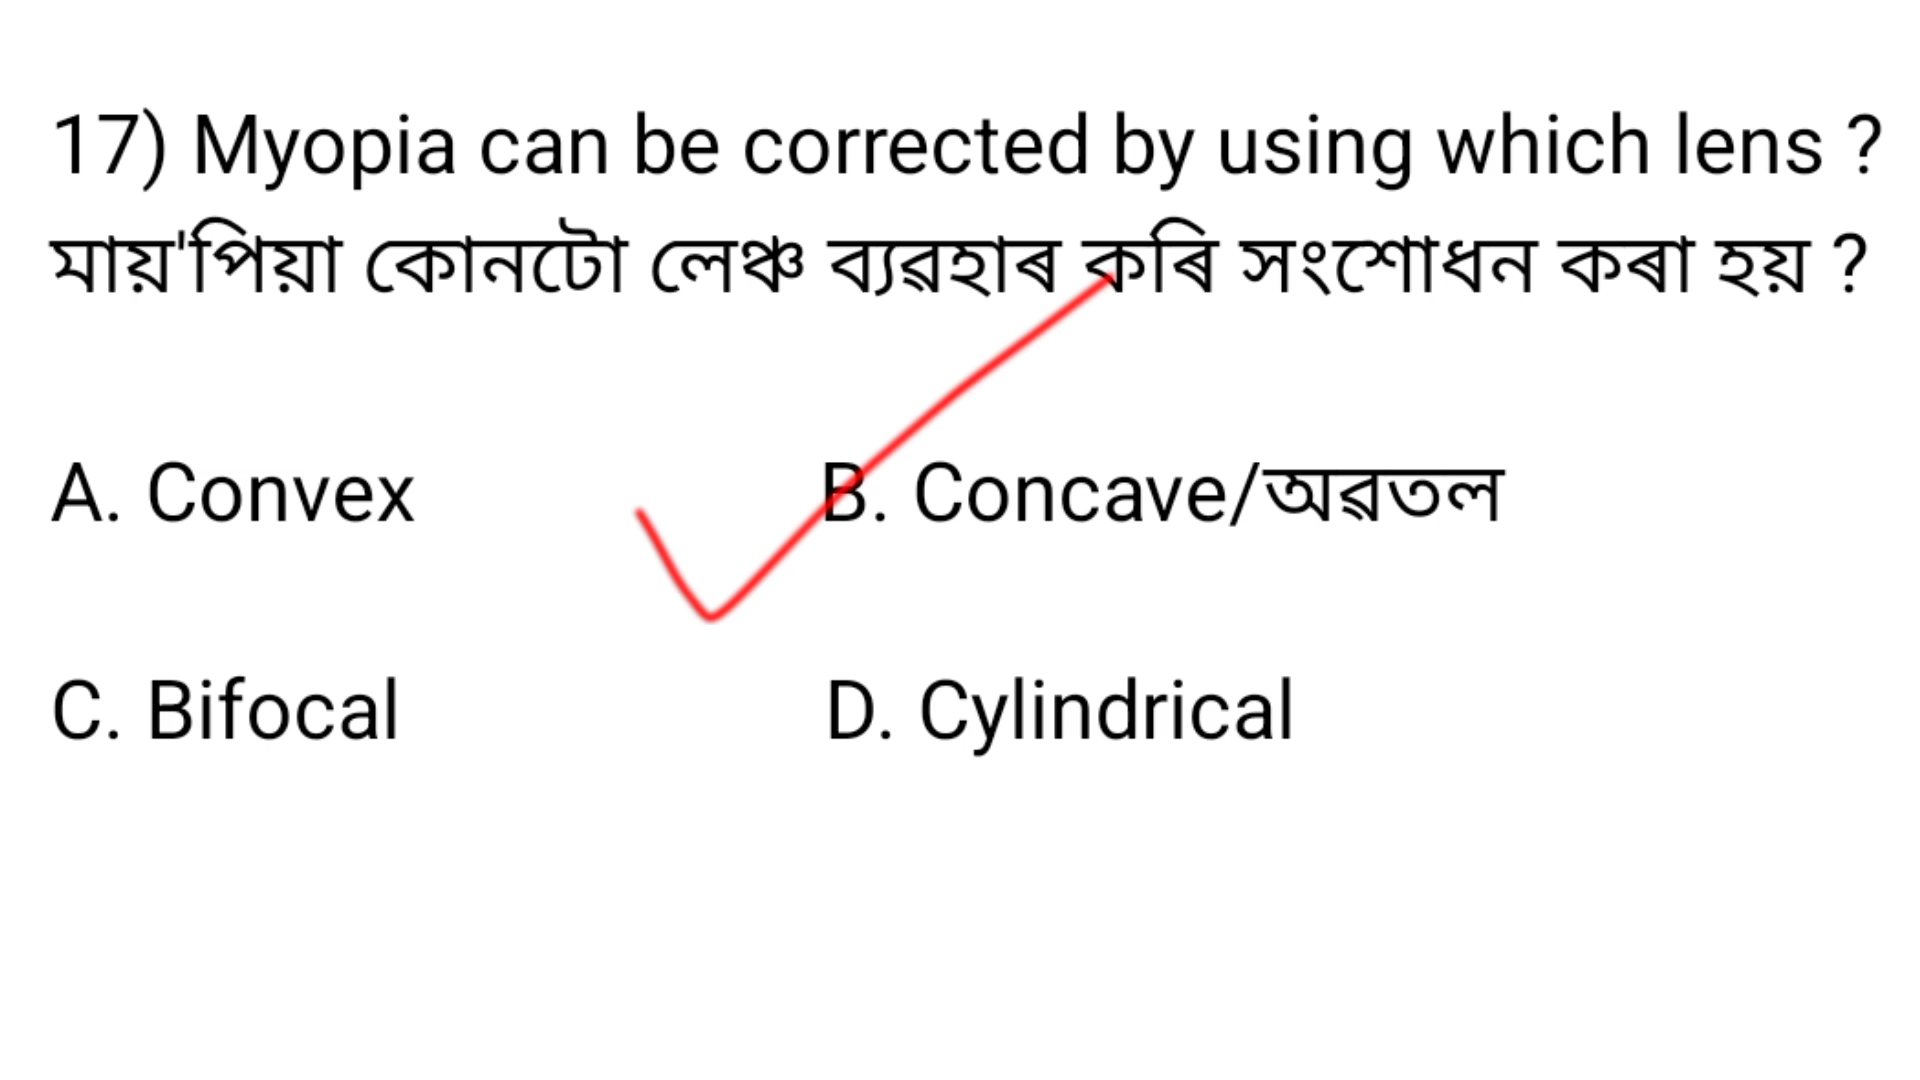 17) Myopia can be corrected by using which lens ?
মায়'পিয়া কোনটো লেঞ্চ ব্যৱহাৰ কৰি সংশোধন কৰা হয় ?
A. Convex B. Concave/অৱতল
C. Bifocal D. Cylindrical